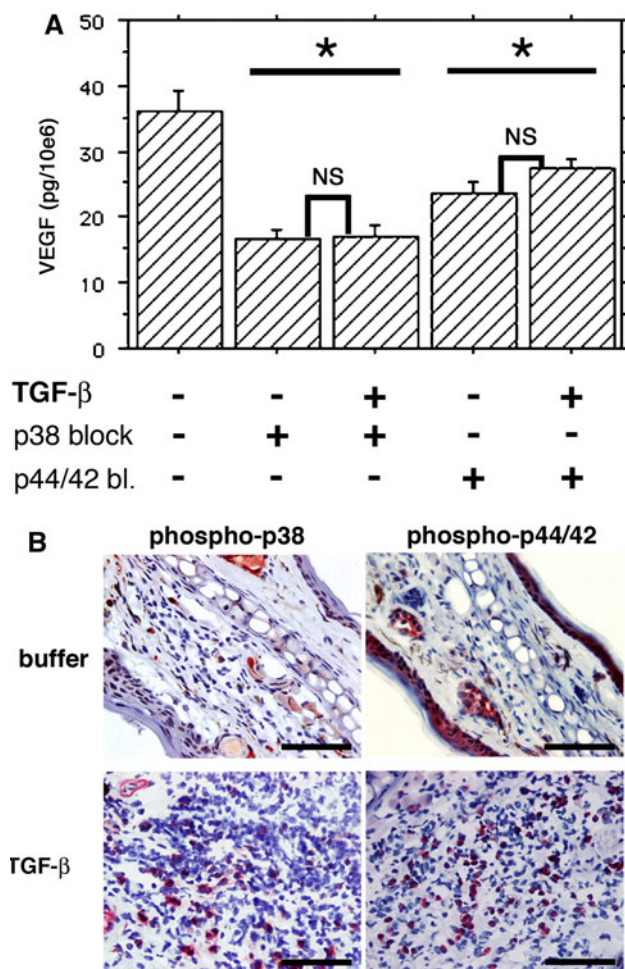 A
50
40
30
20
10
0
VEGF (pg/10e6)
* *
NS NS
TGF-β - - + - +
p38 block - + + - -
p44/42 bl. - - - + +
B
phospho-p38 phospho-p44/42
buffer
TGF-β